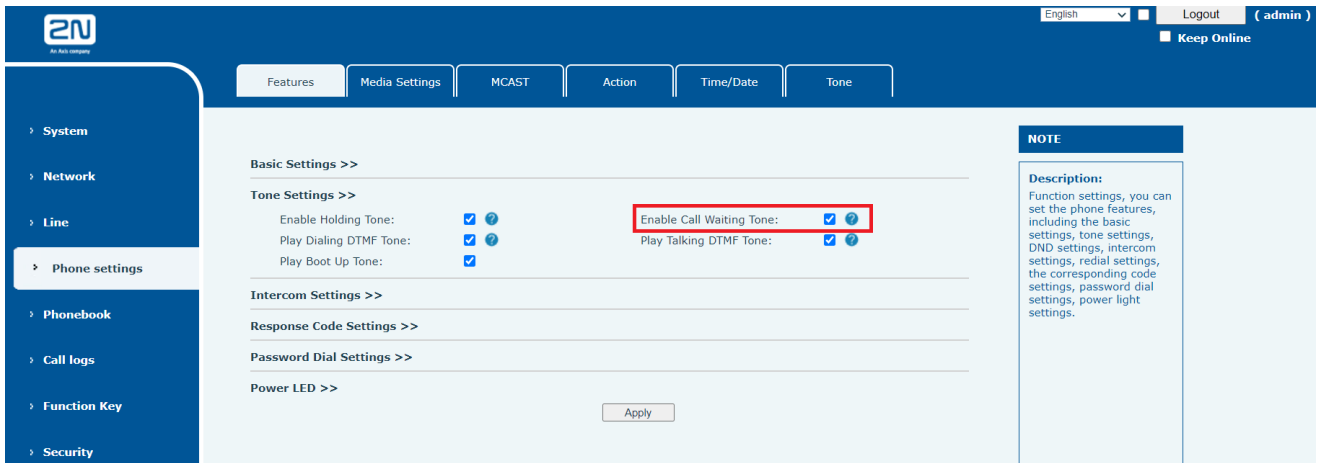 2N
An Axis company
English
Logout
( admin )
Keep Online
Features
Media Settings
MCAST
Action
Time/Date
Tone
› System
› Network
› Line
› Phone settings
› Phonebook
› Call logs
› Function Key
› Security
Basic Settings >>
Tone Settings >>
Enable Holding Tone: ?
Enable Call Waiting Tone: ?
Play Dialing DTMF Tone: ?
Play Talking DTMF Tone: ?
Play Boot Up Tone:
Intercom Settings >>
Response Code Settings >>
Password Dial Settings >>
Power LED >>
Apply
NOTE
Description:
Function settings, you can
set the phone features,
including the basic
settings, tone settings,
DND settings, intercom
settings, redial settings,
the corresponding code
settings, password dial
settings, power light
settings.